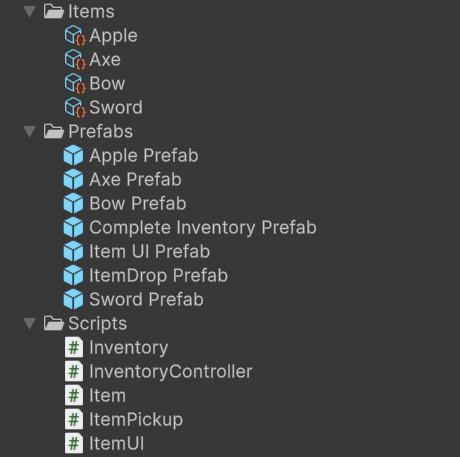 Items
Apple
Axe
Bow
Sword
Prefabs
Apple Prefab
Axe Prefab
Bow Prefab
Complete Inventory Prefab
Item UI Prefab
ItemDrop Prefab
Sword Prefab
Scripts
Inventory
InventoryController
Item
ItemPickup
ItemUI